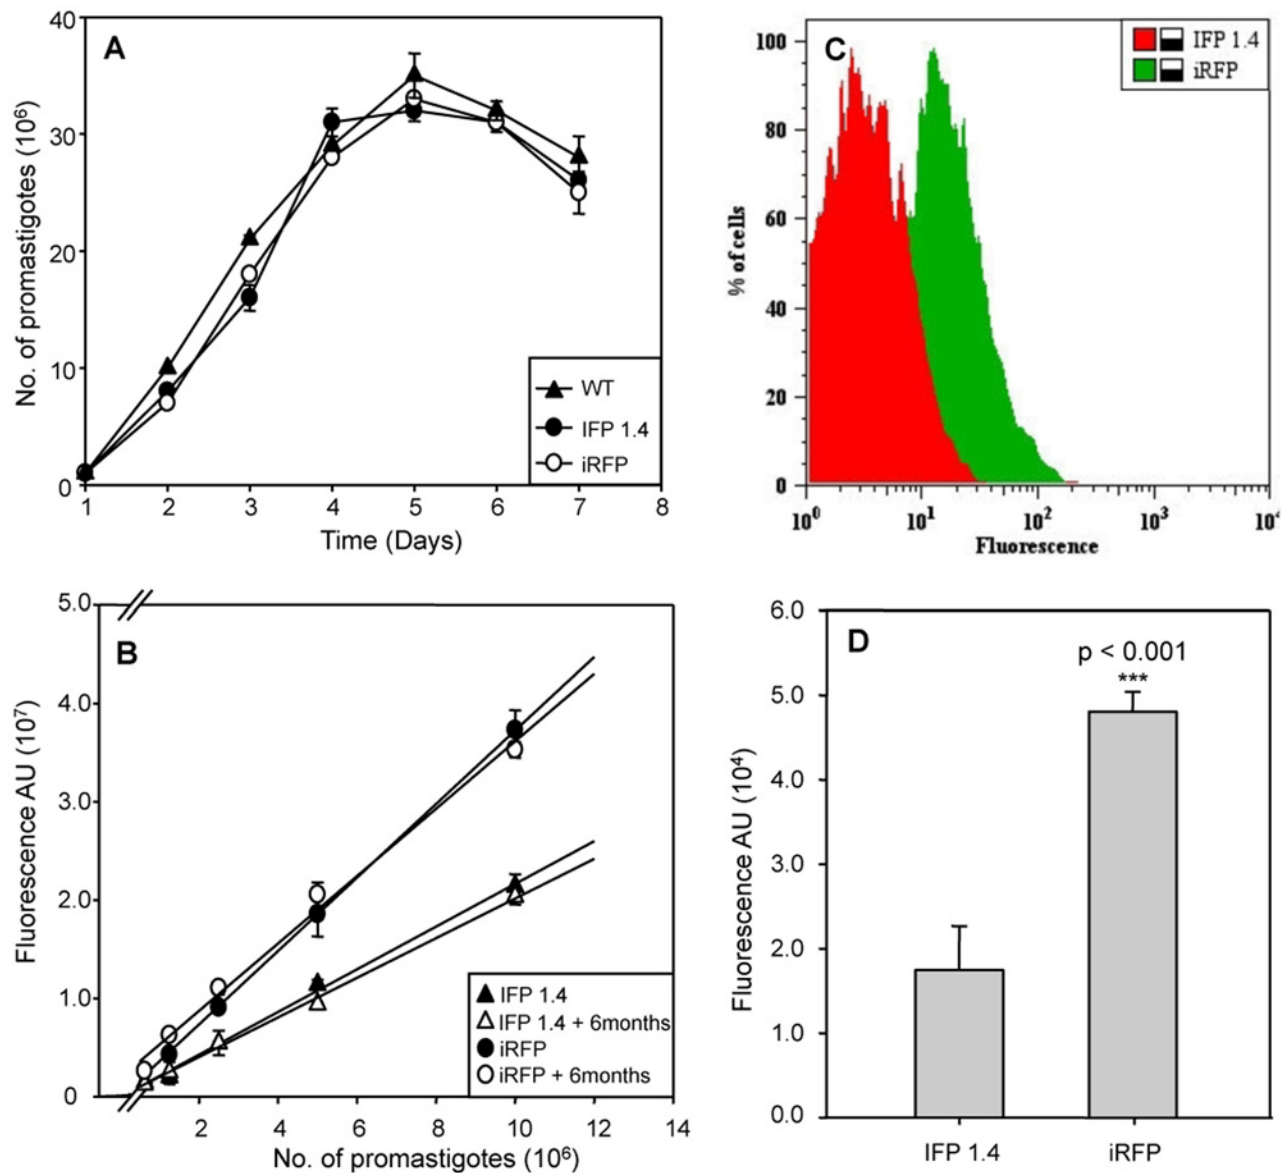 A
No. of promastigotes (10⁶)
40
30
20
10
0
1 2 3 4 5 6 7 8
Time (Days)
WT
IFP 1.4
iRFP
C
% of cells
100
80
60
40
20
0
10⁰ 10¹ 10² 10³
Fluorescence
IFP 1.4
iRFP
B
Fluorescence AU (10⁷)
5.0
4.0
3.0
2.0
1.0
0
2 4 6 8 10 12 14
No. of promastigotes (10⁶)
IFP 1.4
IFP 1.4 + 6months
iRFP
iRFP + 6months
D
Fluorescence AU (10⁴)
6.0
5.0
4.0
3.0
2.0
1.0
0.0
p < 0.001
***
IFP 1.4 iRFP